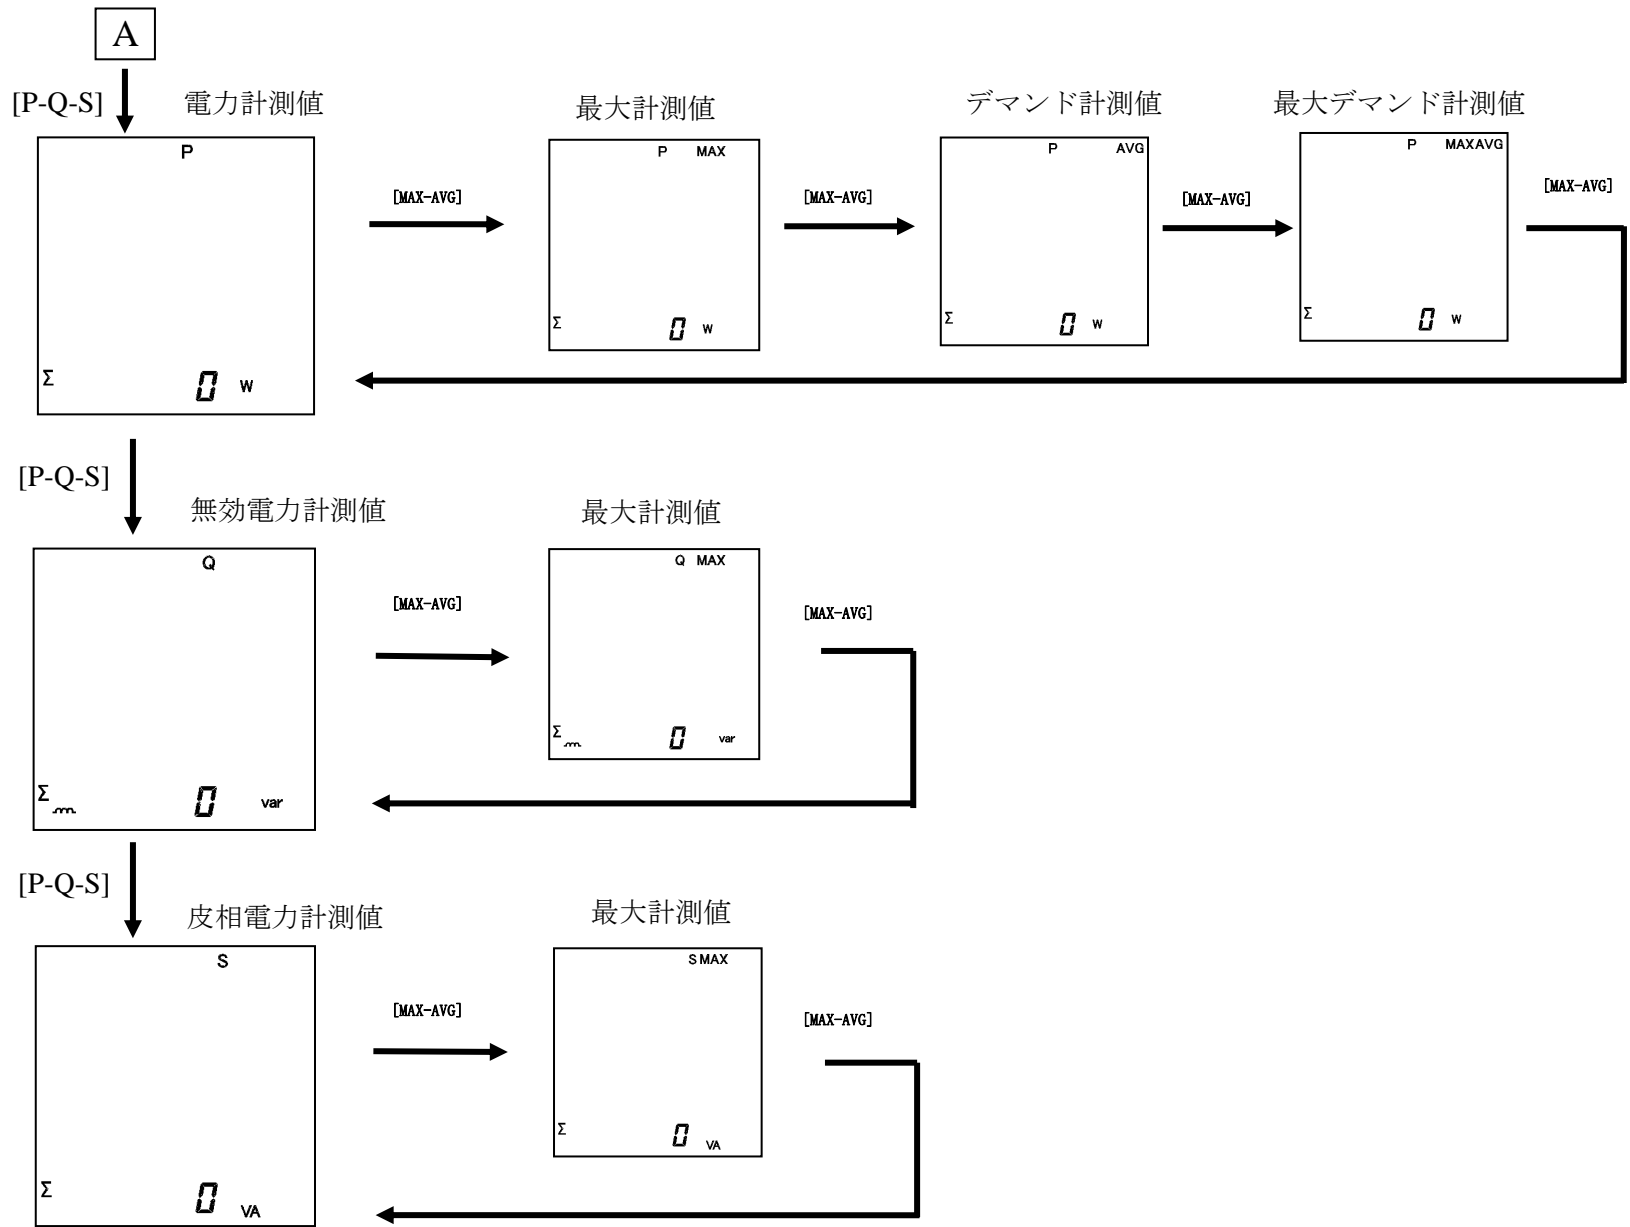 A
[P-Q-S]
電力計測値
最大計測値
デマンド計測値
最大デマンド計測値
P
Σ 0 W
[MAX-AVG]
P MAX
Σ 0 W
[MAX-AVG]
P AVG
Σ 0 W
[MAX-AVG]
P MAXAVG
Σ 0 W
[MAX-AVG]
[P-Q-S]
無効電力計測値
最大計測値
Q
Σ 0 var
[MAX-AVG]
Q MAX
Σ 0 var
[MAX-AVG]
[P-Q-S]
皮相電力計測値
最大計測値
S
Σ 0 VA
[MAX-AVG]
S MAX
Σ 0 VA
[MAX-AVG]